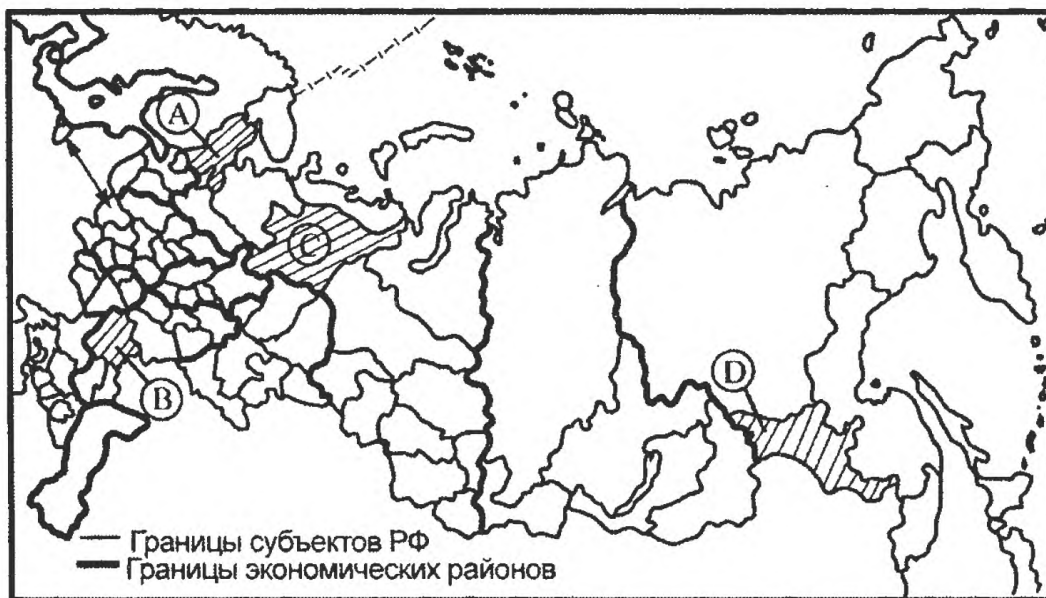 A
C
D
B
Границы субъектов РФ
Границы экономических районов